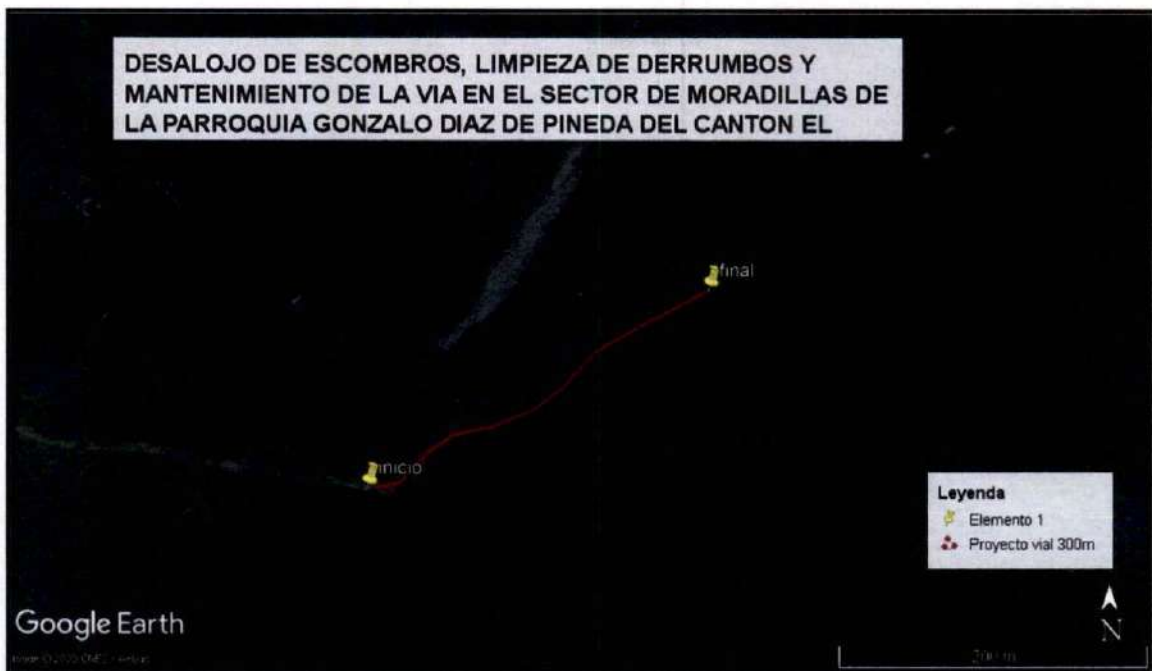 DESALOJO DE ESCOMBROS, LIMPIEZA DE DERRUMBOS Y
MANTENIMIENTO DE LA VIA EN EL SECTOR DE MORADILLAS DE
LA PARROQUIA GONZALO DIAZ DE PINEDA DEL CANTON EL
final
inicio
Leyenda
Elemento 1
Proyecto vial 300m
Google Earth
N
200 m